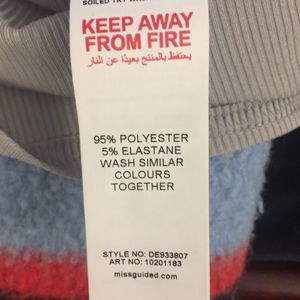 KEEP AWAY
FROM FIRE
يحتفظ بالمنتج بعيدًا عن النار
95% POLYESTER
5% ELASTANE
WASH SIMILAR
COLOURS
TOGETHER
STYLE NO: DE933807
ART NO: 10201183
missguided.com